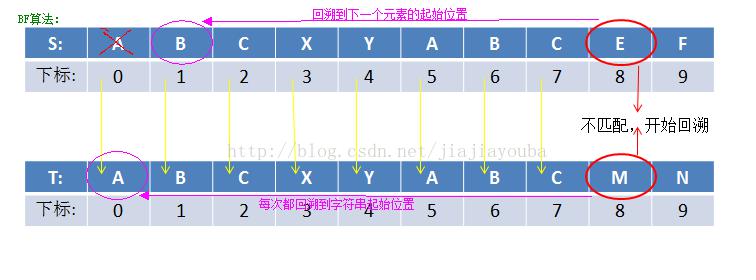 BF算法:
回溯到下一个元素的起始位置
S: A B C X Y A B C E F
下标: 0 1 2 3 4 5 6 7 8 9
不匹配，开始回溯
http://blog.csdn.net/jiajiayouba
T: A B C X Y A B C M N
每次都回溯到字符串起始位置
下标: 0 1 2 3 4 5 6 7 8 9